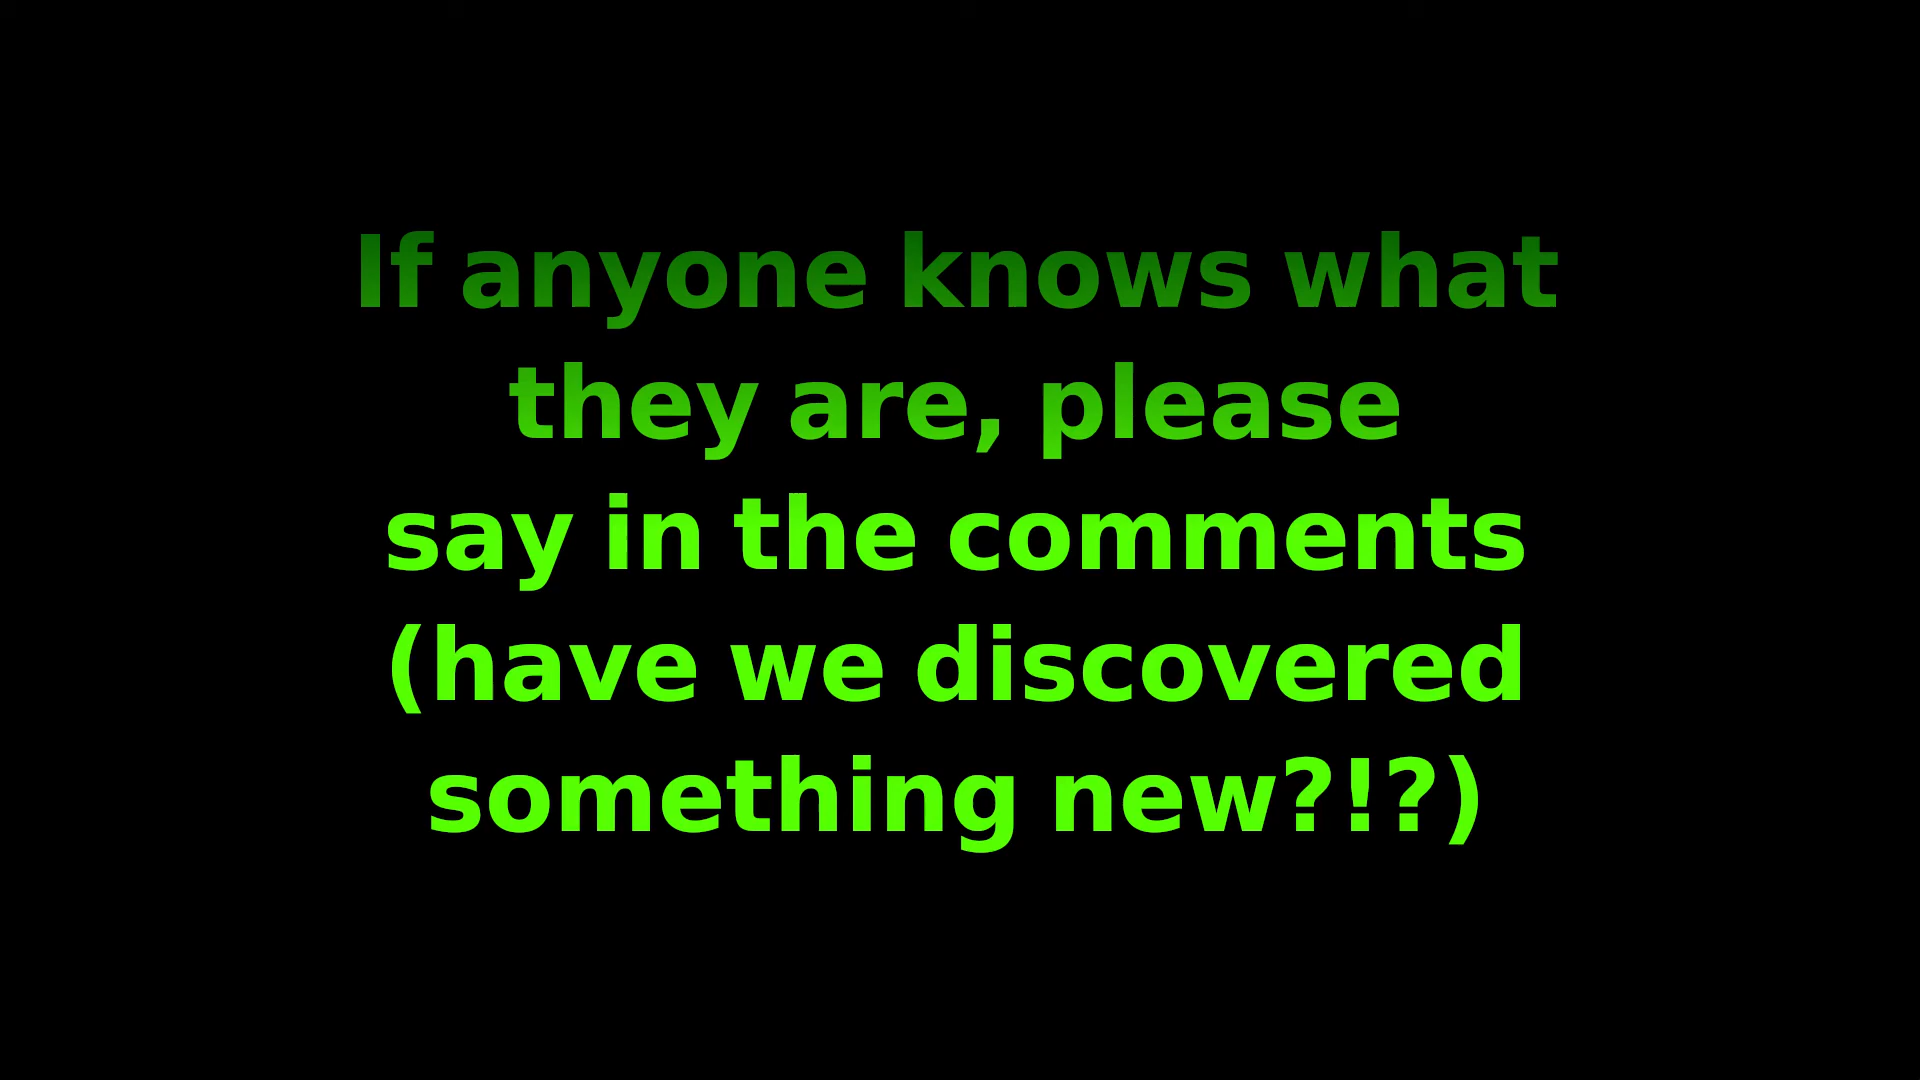 If anyone knows what
they are, please
say in the comments
(have we discovered
something new?!?)